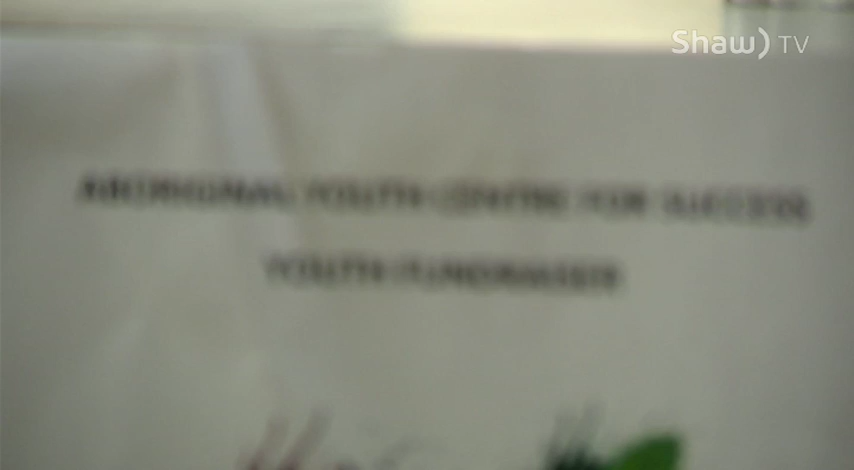 Shaw) TV
ABORIGINAL YOUTH CENTRE FOR SUCCESS
YOUTH FUNDRAISER